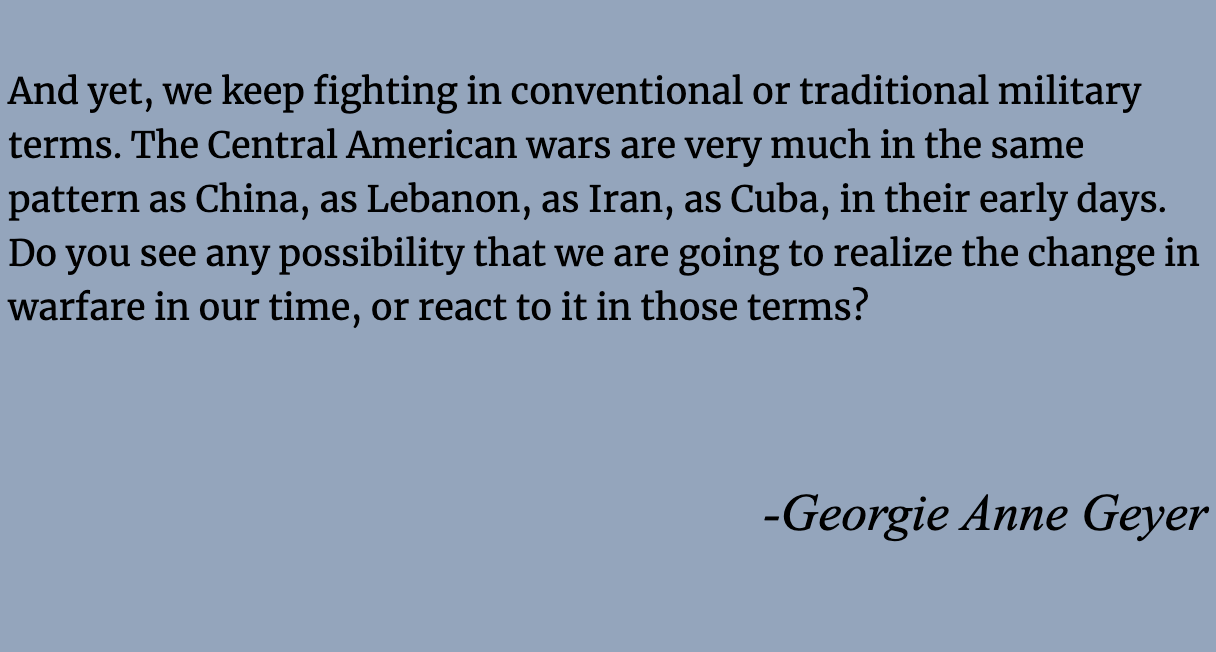 And yet, we keep fighting in conventional or traditional military
terms. The Central American wars are very much in the same
pattern as China, as Lebanon, as Iran, as Cuba, in their early days.
Do you see any possibility that we are going to realize the change in
warfare in our time, or react to it in those terms?
-Georgie Anne Geyer